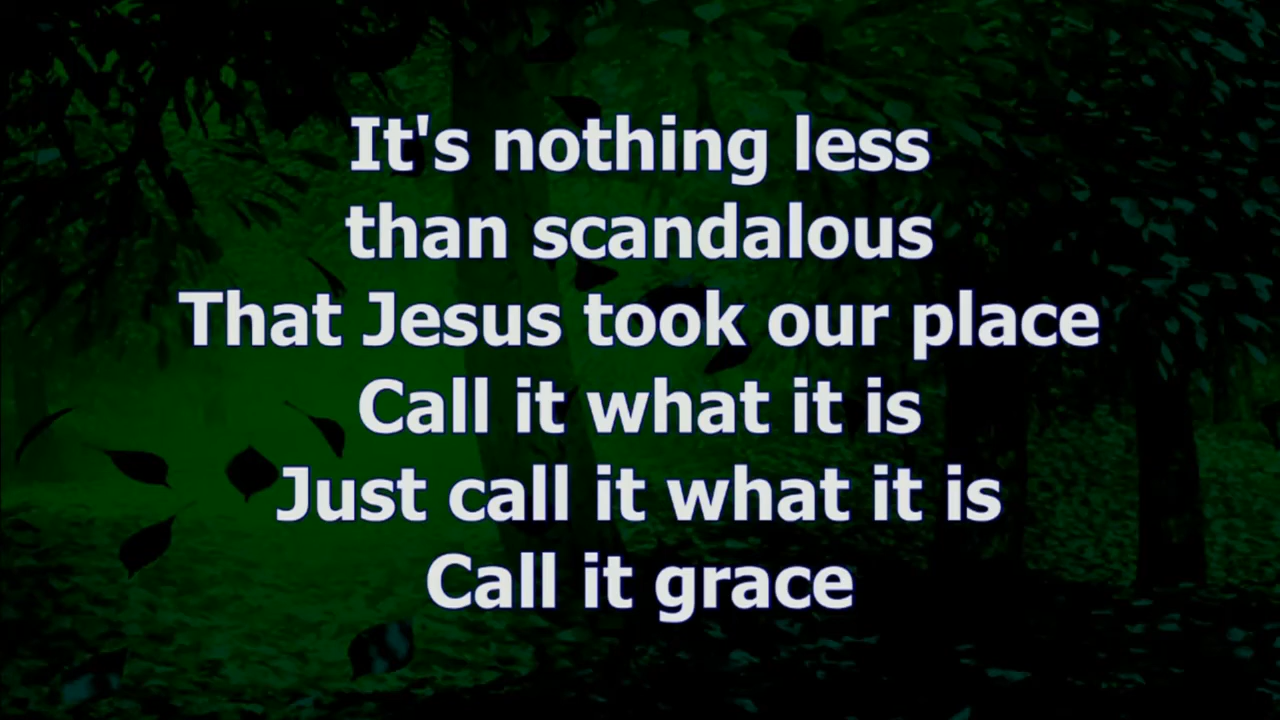 It's nothing less
than scandalous
That Jesus took our place
Call it what it is
Just call it what it is
Call it grace